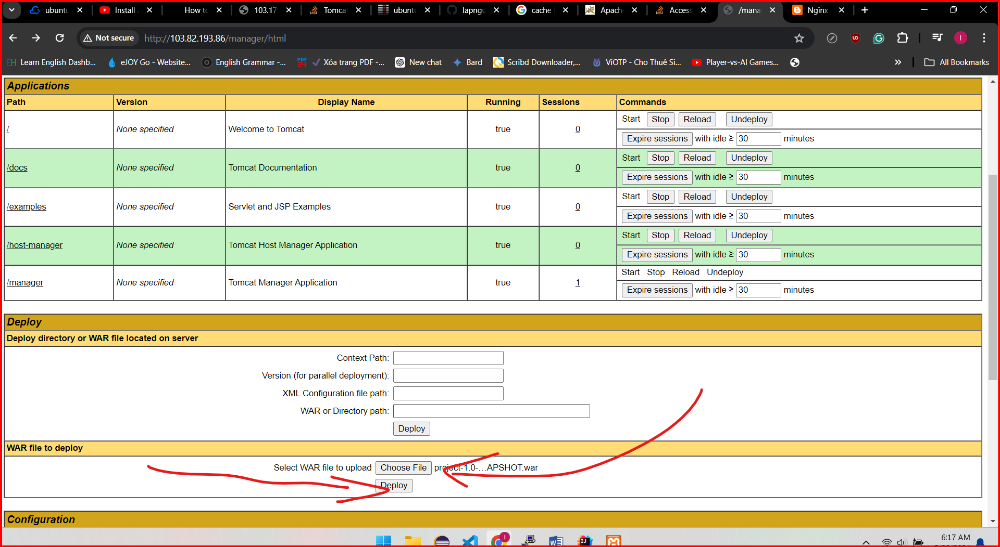 ubuntu
Install
How to
103.179
Tomcat
ubuntu
lapngu
cache
Apache
Access
/mana
Nginx
Not secure
http://103.82.193.86/manager/html
EH Learn English Dashb...
eJOY Go - Website...
English Grammar -...
PDF 24
Xóa trang PDF -...
New chat
Bard
Scribd Downloader,...
ViOTP - Cho Thuê Si...
Player-vs-AI Games...
All Bookmarks
Applications
Path Version Display Name Running Sessions Commands
/ None specified Welcome to Tomcat true 0 Start Stop Reload Undeploy
Expire sessions with idle ≥ 30 minutes
/docs None specified Tomcat Documentation true 0 Start Stop Reload Undeploy
Expire sessions with idle ≥ 30 minutes
/examples None specified Servlet and JSP Examples true 0 Start Stop Reload Undeploy
Expire sessions with idle ≥ 30 minutes
/host-manager None specified Tomcat Host Manager Application true 0 Start Stop Reload Undeploy
Expire sessions with idle ≥ 30 minutes
/manager None specified Tomcat Manager Application true 1 Start Stop Reload Undeploy
Expire sessions with idle ≥ 30 minutes
Deploy
Deploy directory or WAR file located on server
Context Path:
Version (for parallel deployment):
XML Configuration file path:
WAR or Directory path:
Deploy
WAR file to deploy
Select WAR file to upload Choose File project-1.0-...APSHOT.war
Deploy
Configuration
6:17 AM